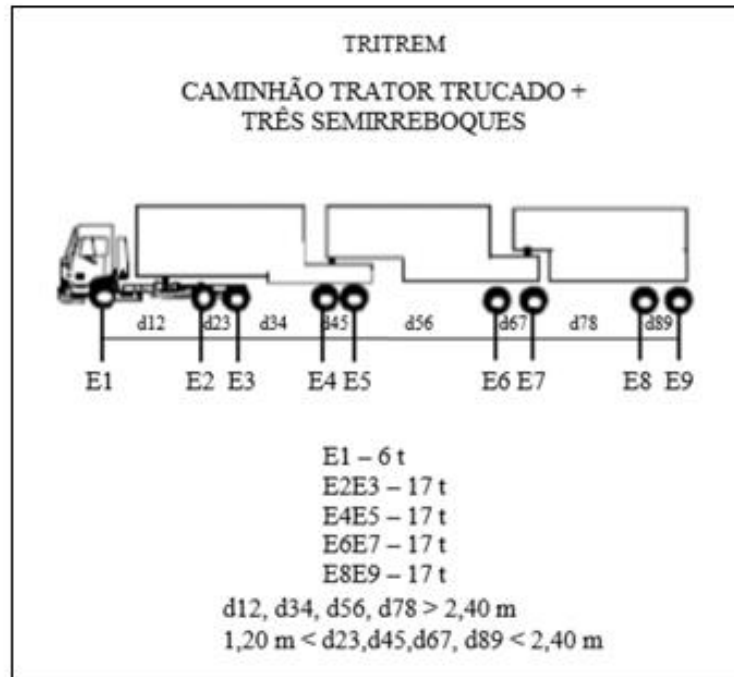 TRITREM
CAMINHÃO TRATOR TRUCADO +
TRÊS SEMIRREBOQUES
d12 d23 d34 d45 d56 d67 d78 d89
E1 E2 E3 E4 E5 E6 E7 E8 E9
E1 – 6 t
E2E3 – 17 t
E4E5 – 17 t
E6E7 – 17 t
E8E9 – 17 t
d12, d34, d56, d78 > 2,40 m
1,20 m < d23,d45,d67, d89 < 2,40 m